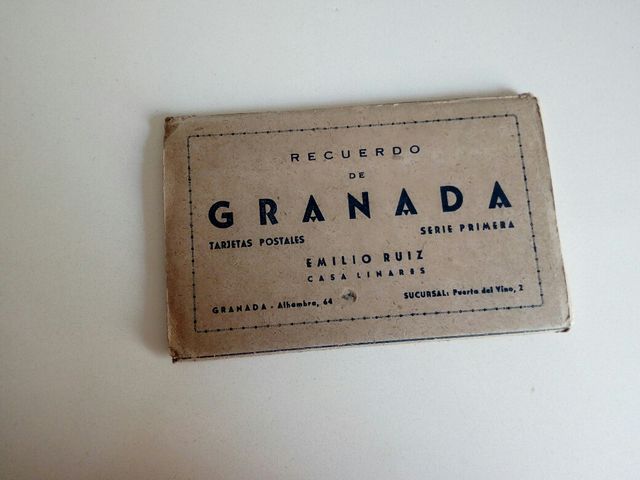 RECUERDO
DE
GRANADA
TARJETAS POSTALES SERIE PRIMERA
EMILIO RUIZ
CASA LINARES
GRANADA - Alhambra, 64 SUCURSAL: Puerta del Vino, 2